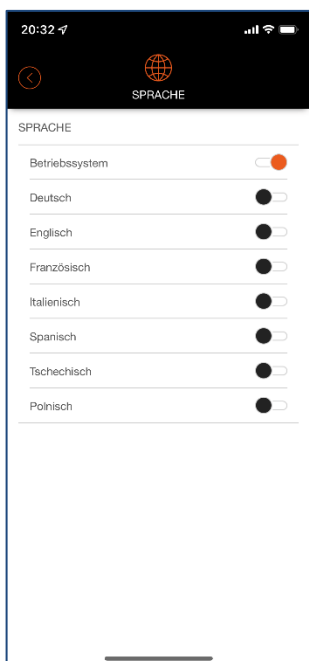 20:32
SPRACHE
SPRACHE
Betriebssystem
Deutsch
Englisch
Französisch
Italienisch
Spanisch
Tschechisch
Polnisch